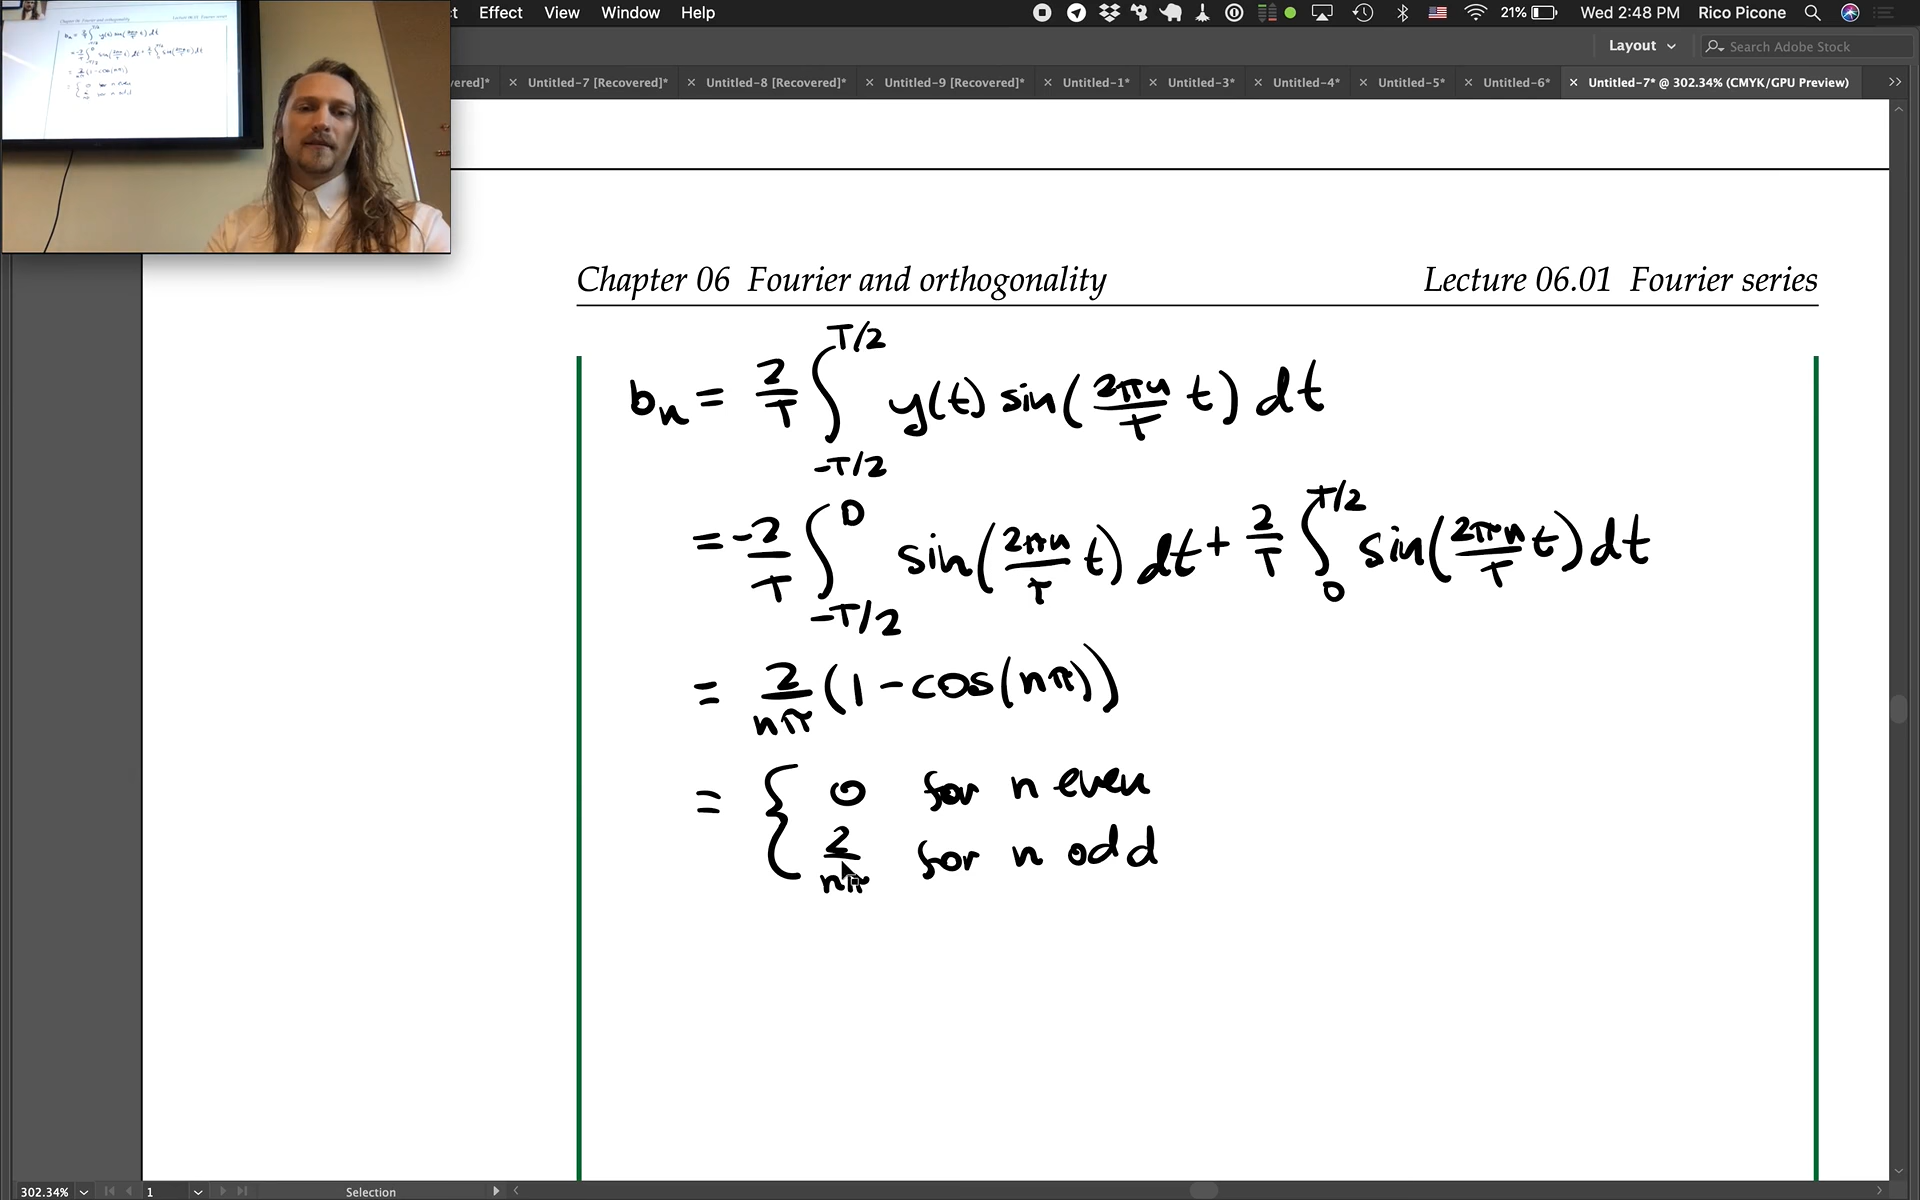 t Effect View Window Help 21% Wed 2:48 PM Rico Picone
Layout Search Adobe Stock
vered]* × Untitled-7 [Recovered]* × Untitled-8 [Recovered]* × Untitled-9 [Recovered]* × Untitled-1* × Untitled-3* × Untitled-4* × Untitled-5* × Untitled-6* × Untitled-7* @ 302.34% (CMYK/GPU Preview) >>
Chapter 06 Fourier and orthogonality Lecture 06.01 Fourier series
bn = 2/T ∫_{-T/2}^{T/2} y(t) sin(2πn/T t) dt
= -2/T ∫_{-T/2}^{0} sin(2πn/T t) dt + 2/T ∫_{0}^{T/2} sin(2πn/T t) dt
= 2/nπ (1 - cos(nπ))
= { 0 for n even
2/nπ for n odd
302.34% 1 Selection